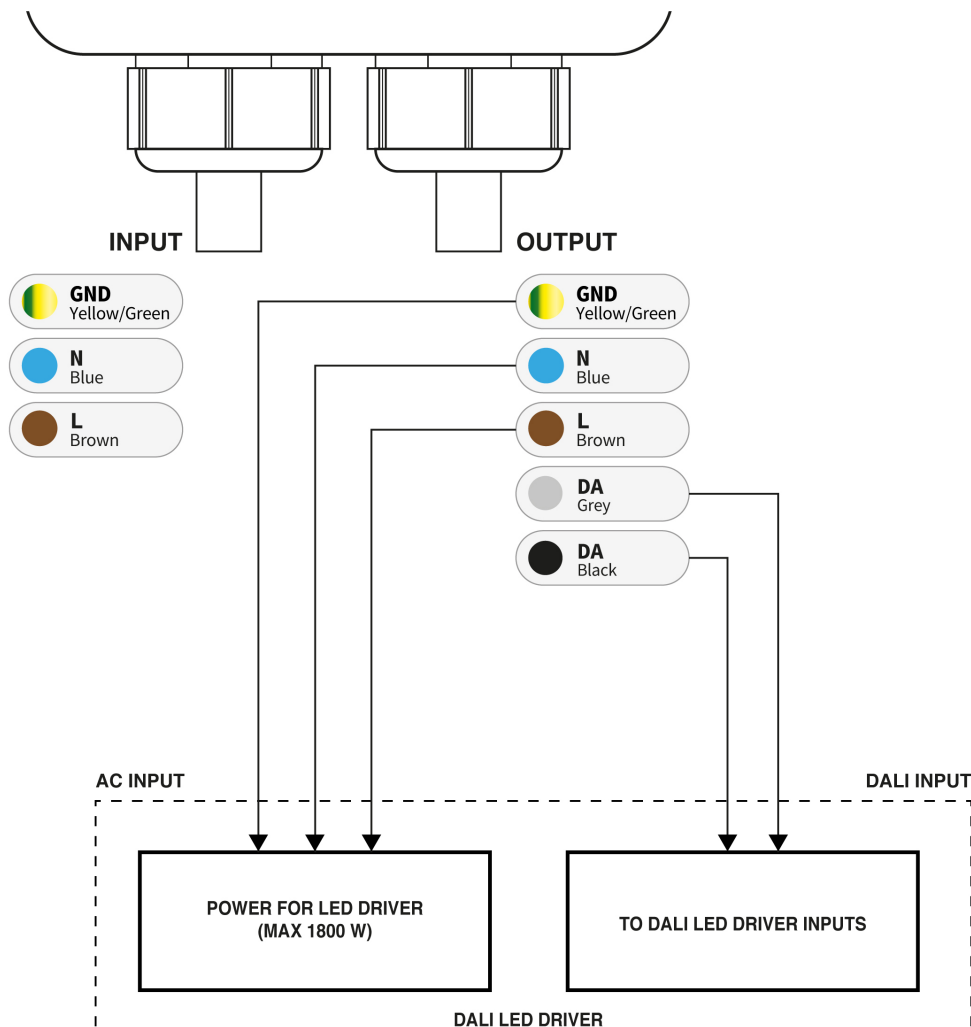 INPUT
OUTPUT
GND
Yellow/Green
N
Blue
L
Brown
GND
Yellow/Green
N
Blue
L
Brown
DA
Grey
DA
Black
AC INPUT
DALI INPUT
POWER FOR LED DRIVER
(MAX 1800 W)
TO DALI LED DRIVER INPUTS
DALI LED DRIVER